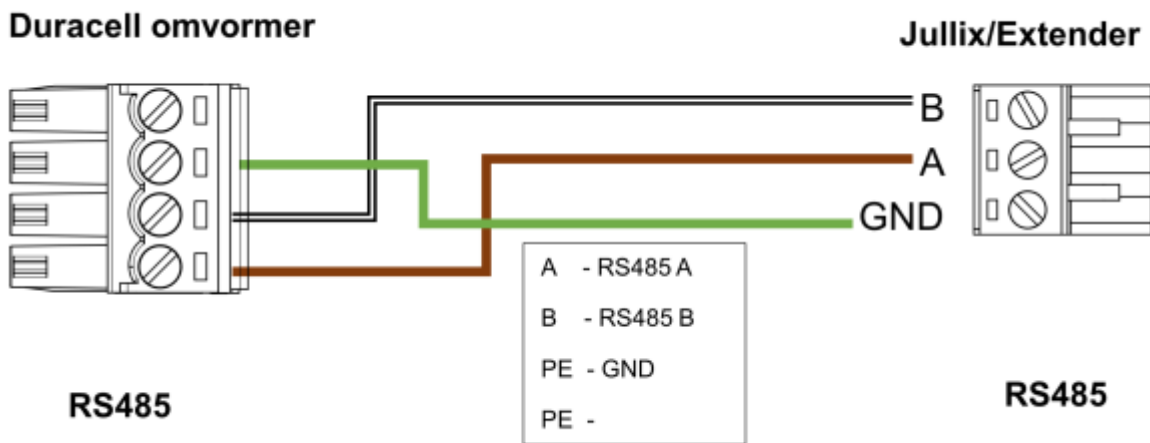 Duracell omvormer
Jullix/Extender
B
A
GND
A - RS485 A
B - RS485 B
PE - GND
PE -
RS485
RS485